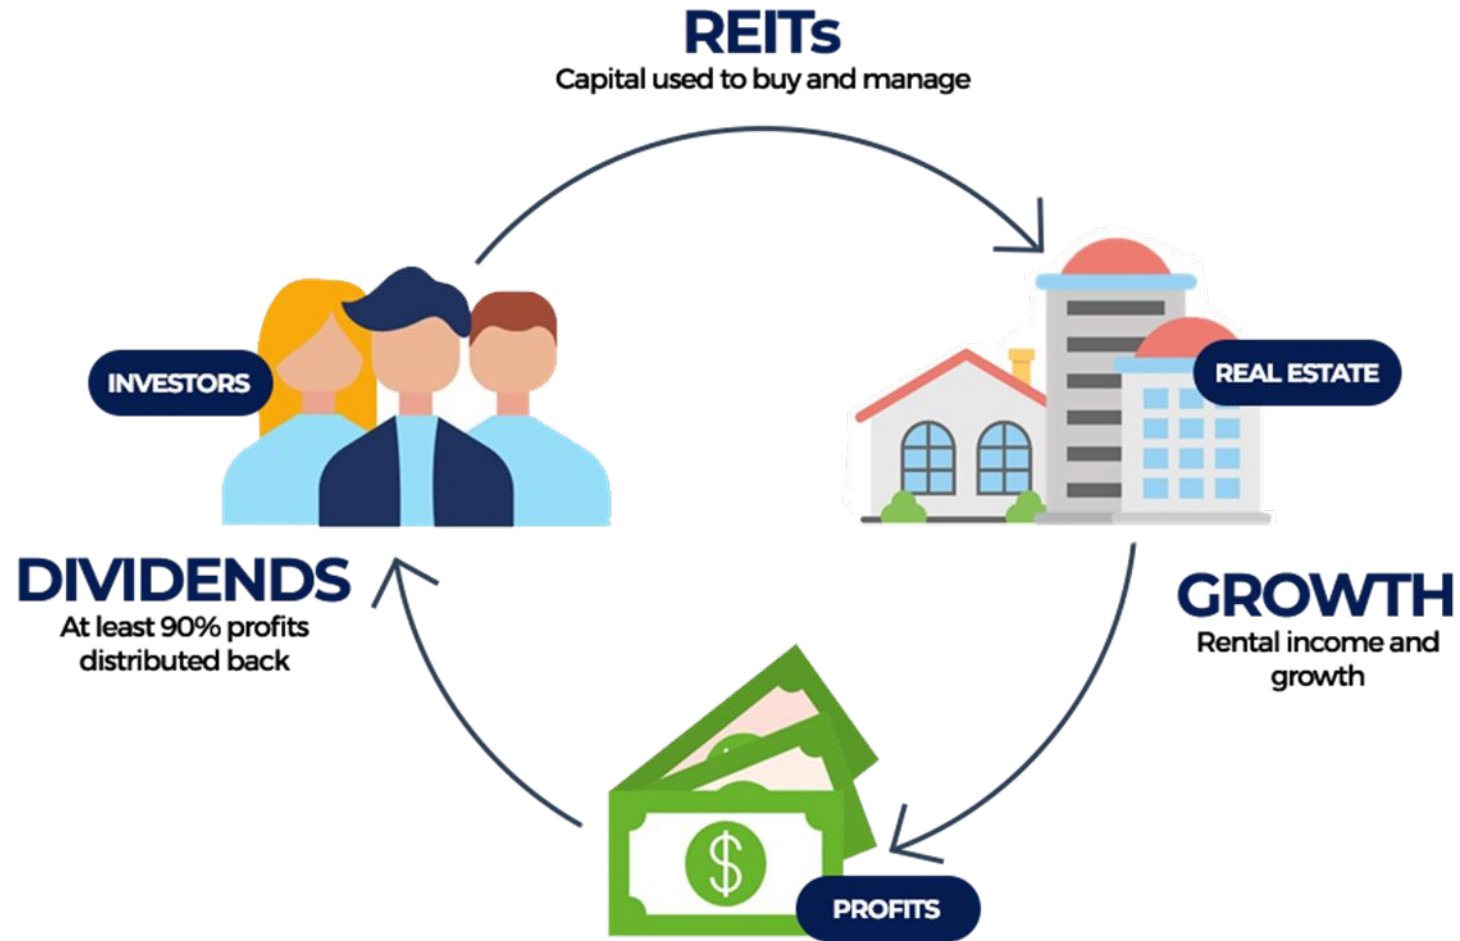 REITs
Capital used to buy and manage
INVESTORS
REAL ESTATE
DIVIDENDS
At least 90% profits
distributed back
GROWTH
Rental income and
growth
$
PROFITS